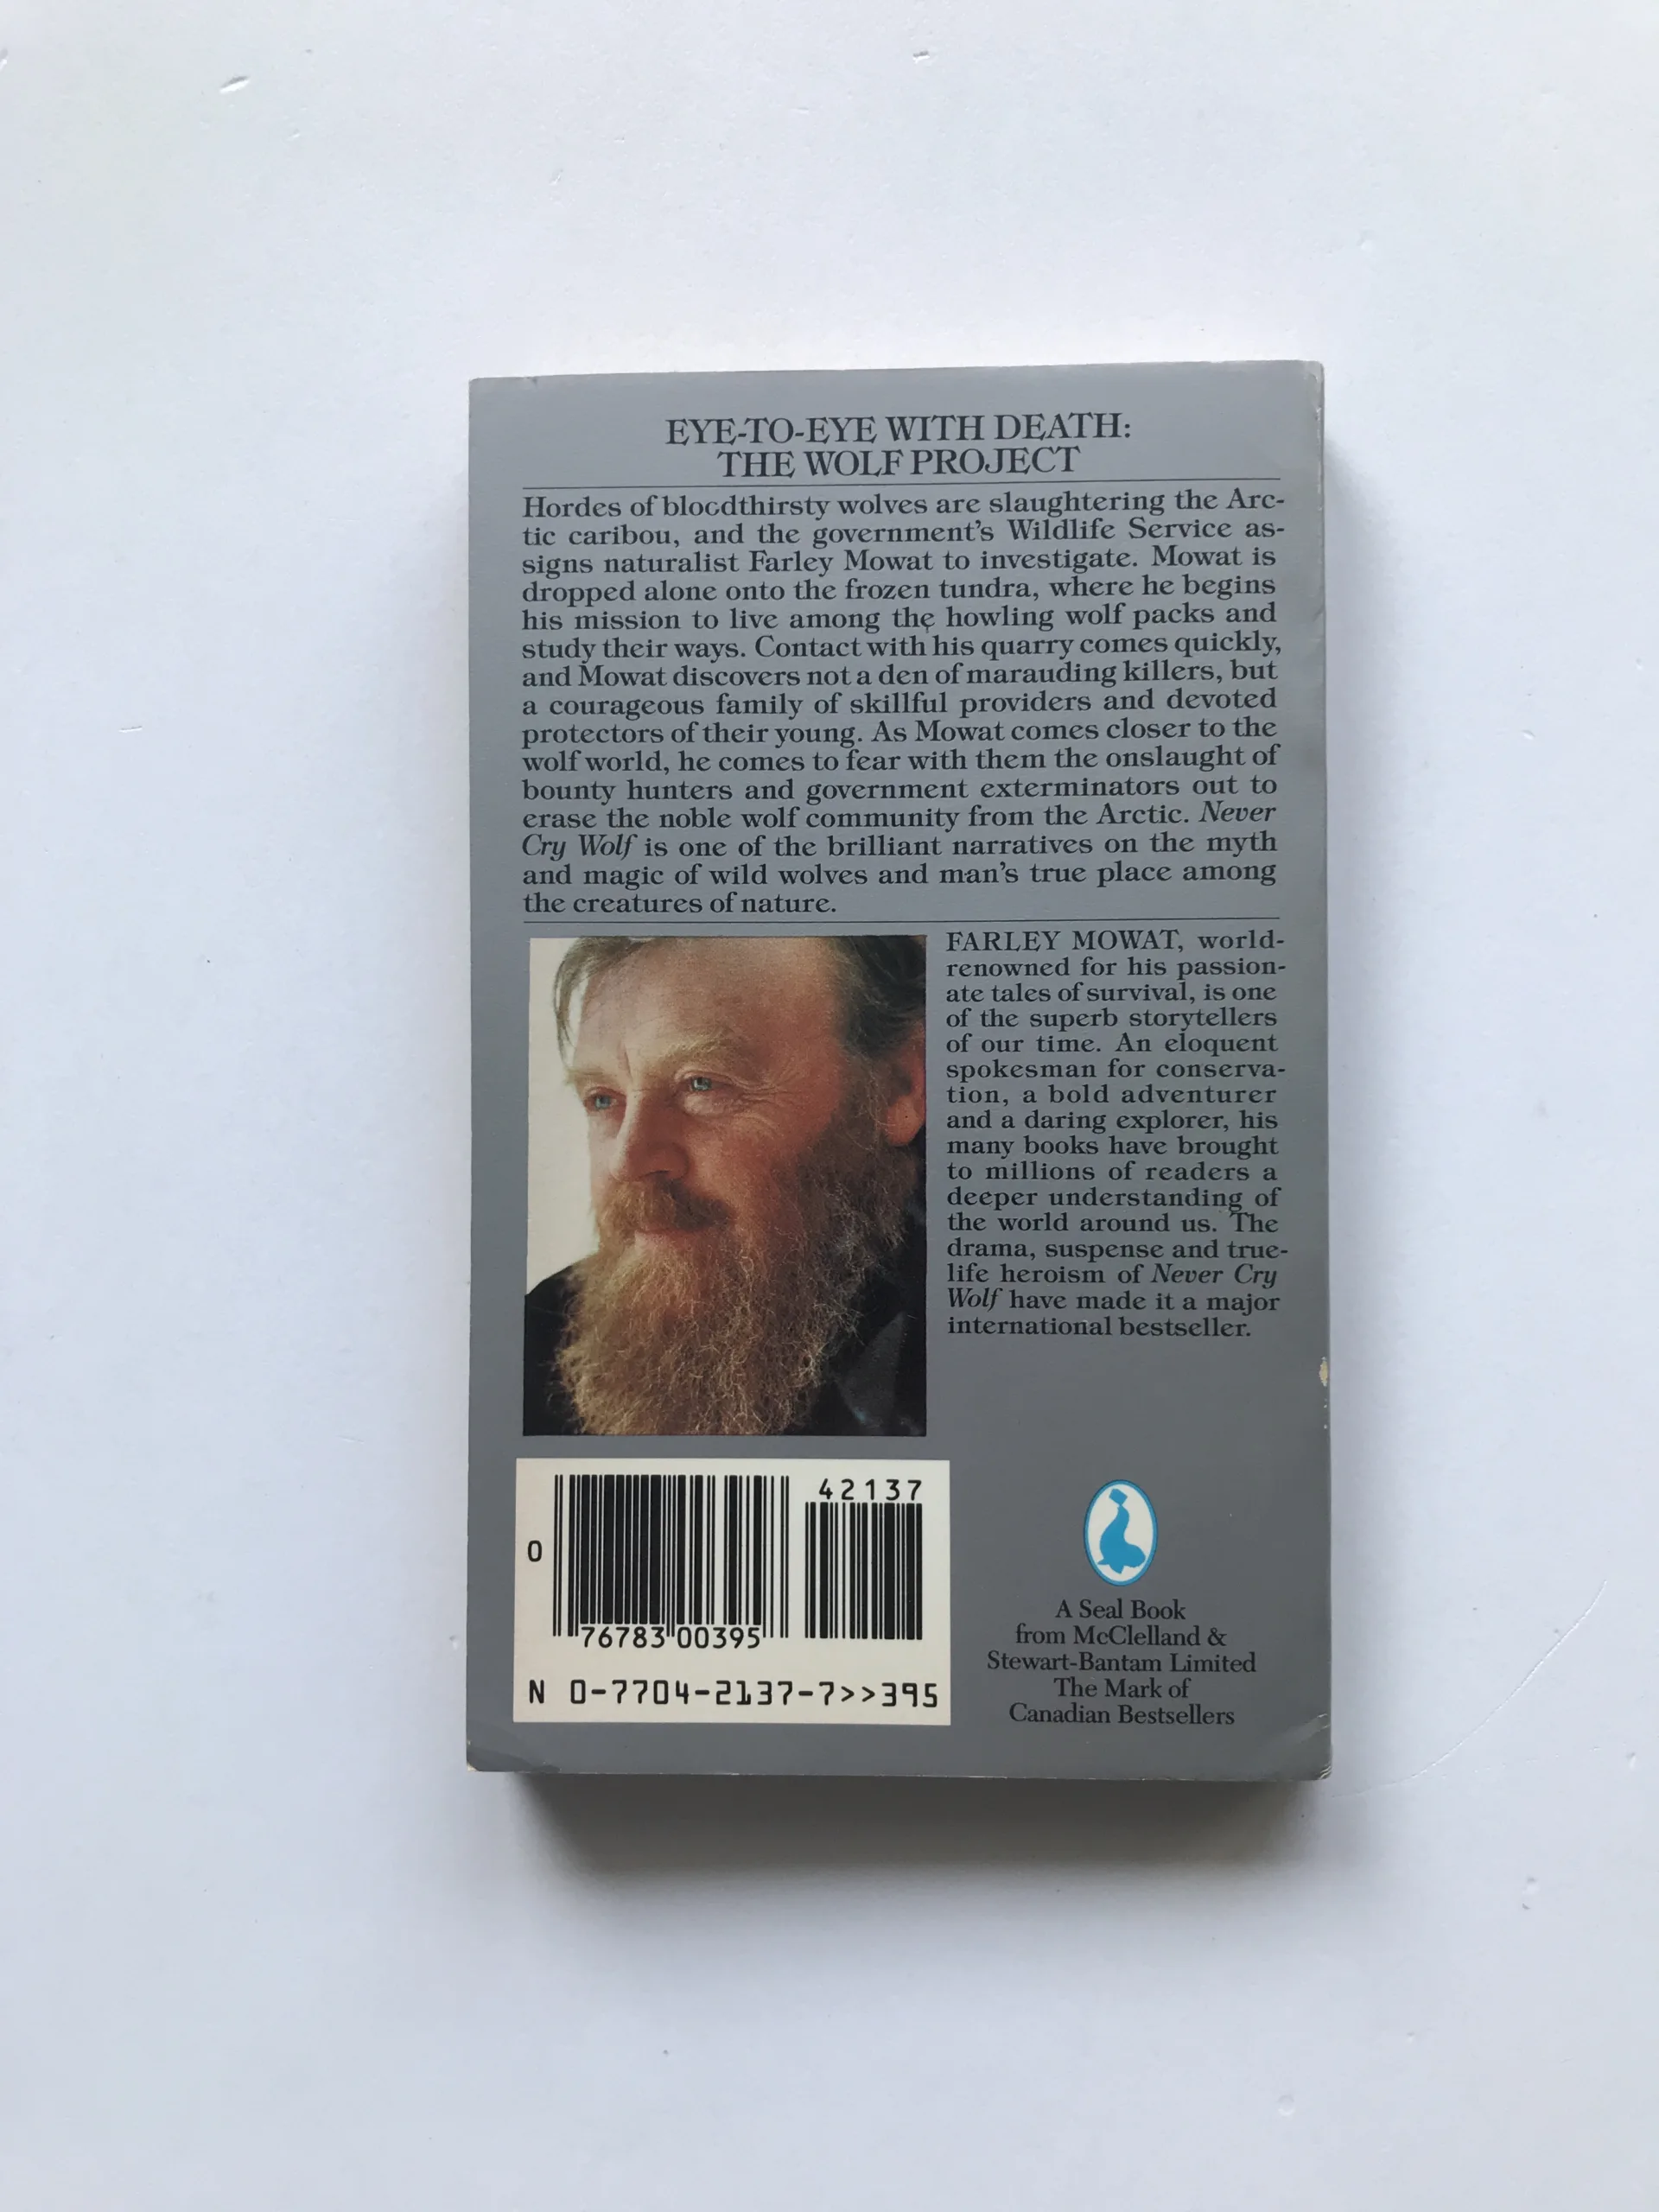 EYE-TO-EYE WITH DEATH:
THE WOLF PROJECT
Hordes of bloodthirsty wolves are slaughtering the Arc-
tic caribou, and the government's Wildlife Service as-
signs naturalist Farley Mowat to investigate. Mowat is
dropped alone onto the frozen tundra, where he begins
his mission to live among the howling wolf packs and
study their ways. Contact with his quarry comes quickly,
and Mowat discovers not a den of marauding killers, but
a courageous family of skillful providers and devoted
protectors of their young. As Mowat comes closer to the
wolf world, he comes to fear with them the onslaught of
bounty hunters and government exterminators out to
erase the noble wolf community from the Arctic. Never
Cry Wolf is one of the brilliant narratives on the myth
and magic of wild wolves and man's true place among
the creatures of nature.
FARLEY MOWAT, world-
renowned for his passion-
ate tales of survival, is one
of the superb storytellers
of our time. An eloquent
spokesman for conserva-
tion, a bold adventurer
and a daring explorer, his
many books have brought
to millions of readers a
deeper understanding of
the world around us. The
drama, suspense and true-
life heroism of Never Cry
Wolf have made it a major
international bestseller.
42137
0
76783 00395
N 0-7704-2137-7>>395
A Seal Book
from McClelland &
Stewart-Bantam Limited
The Mark of
Canadian Bestsellers